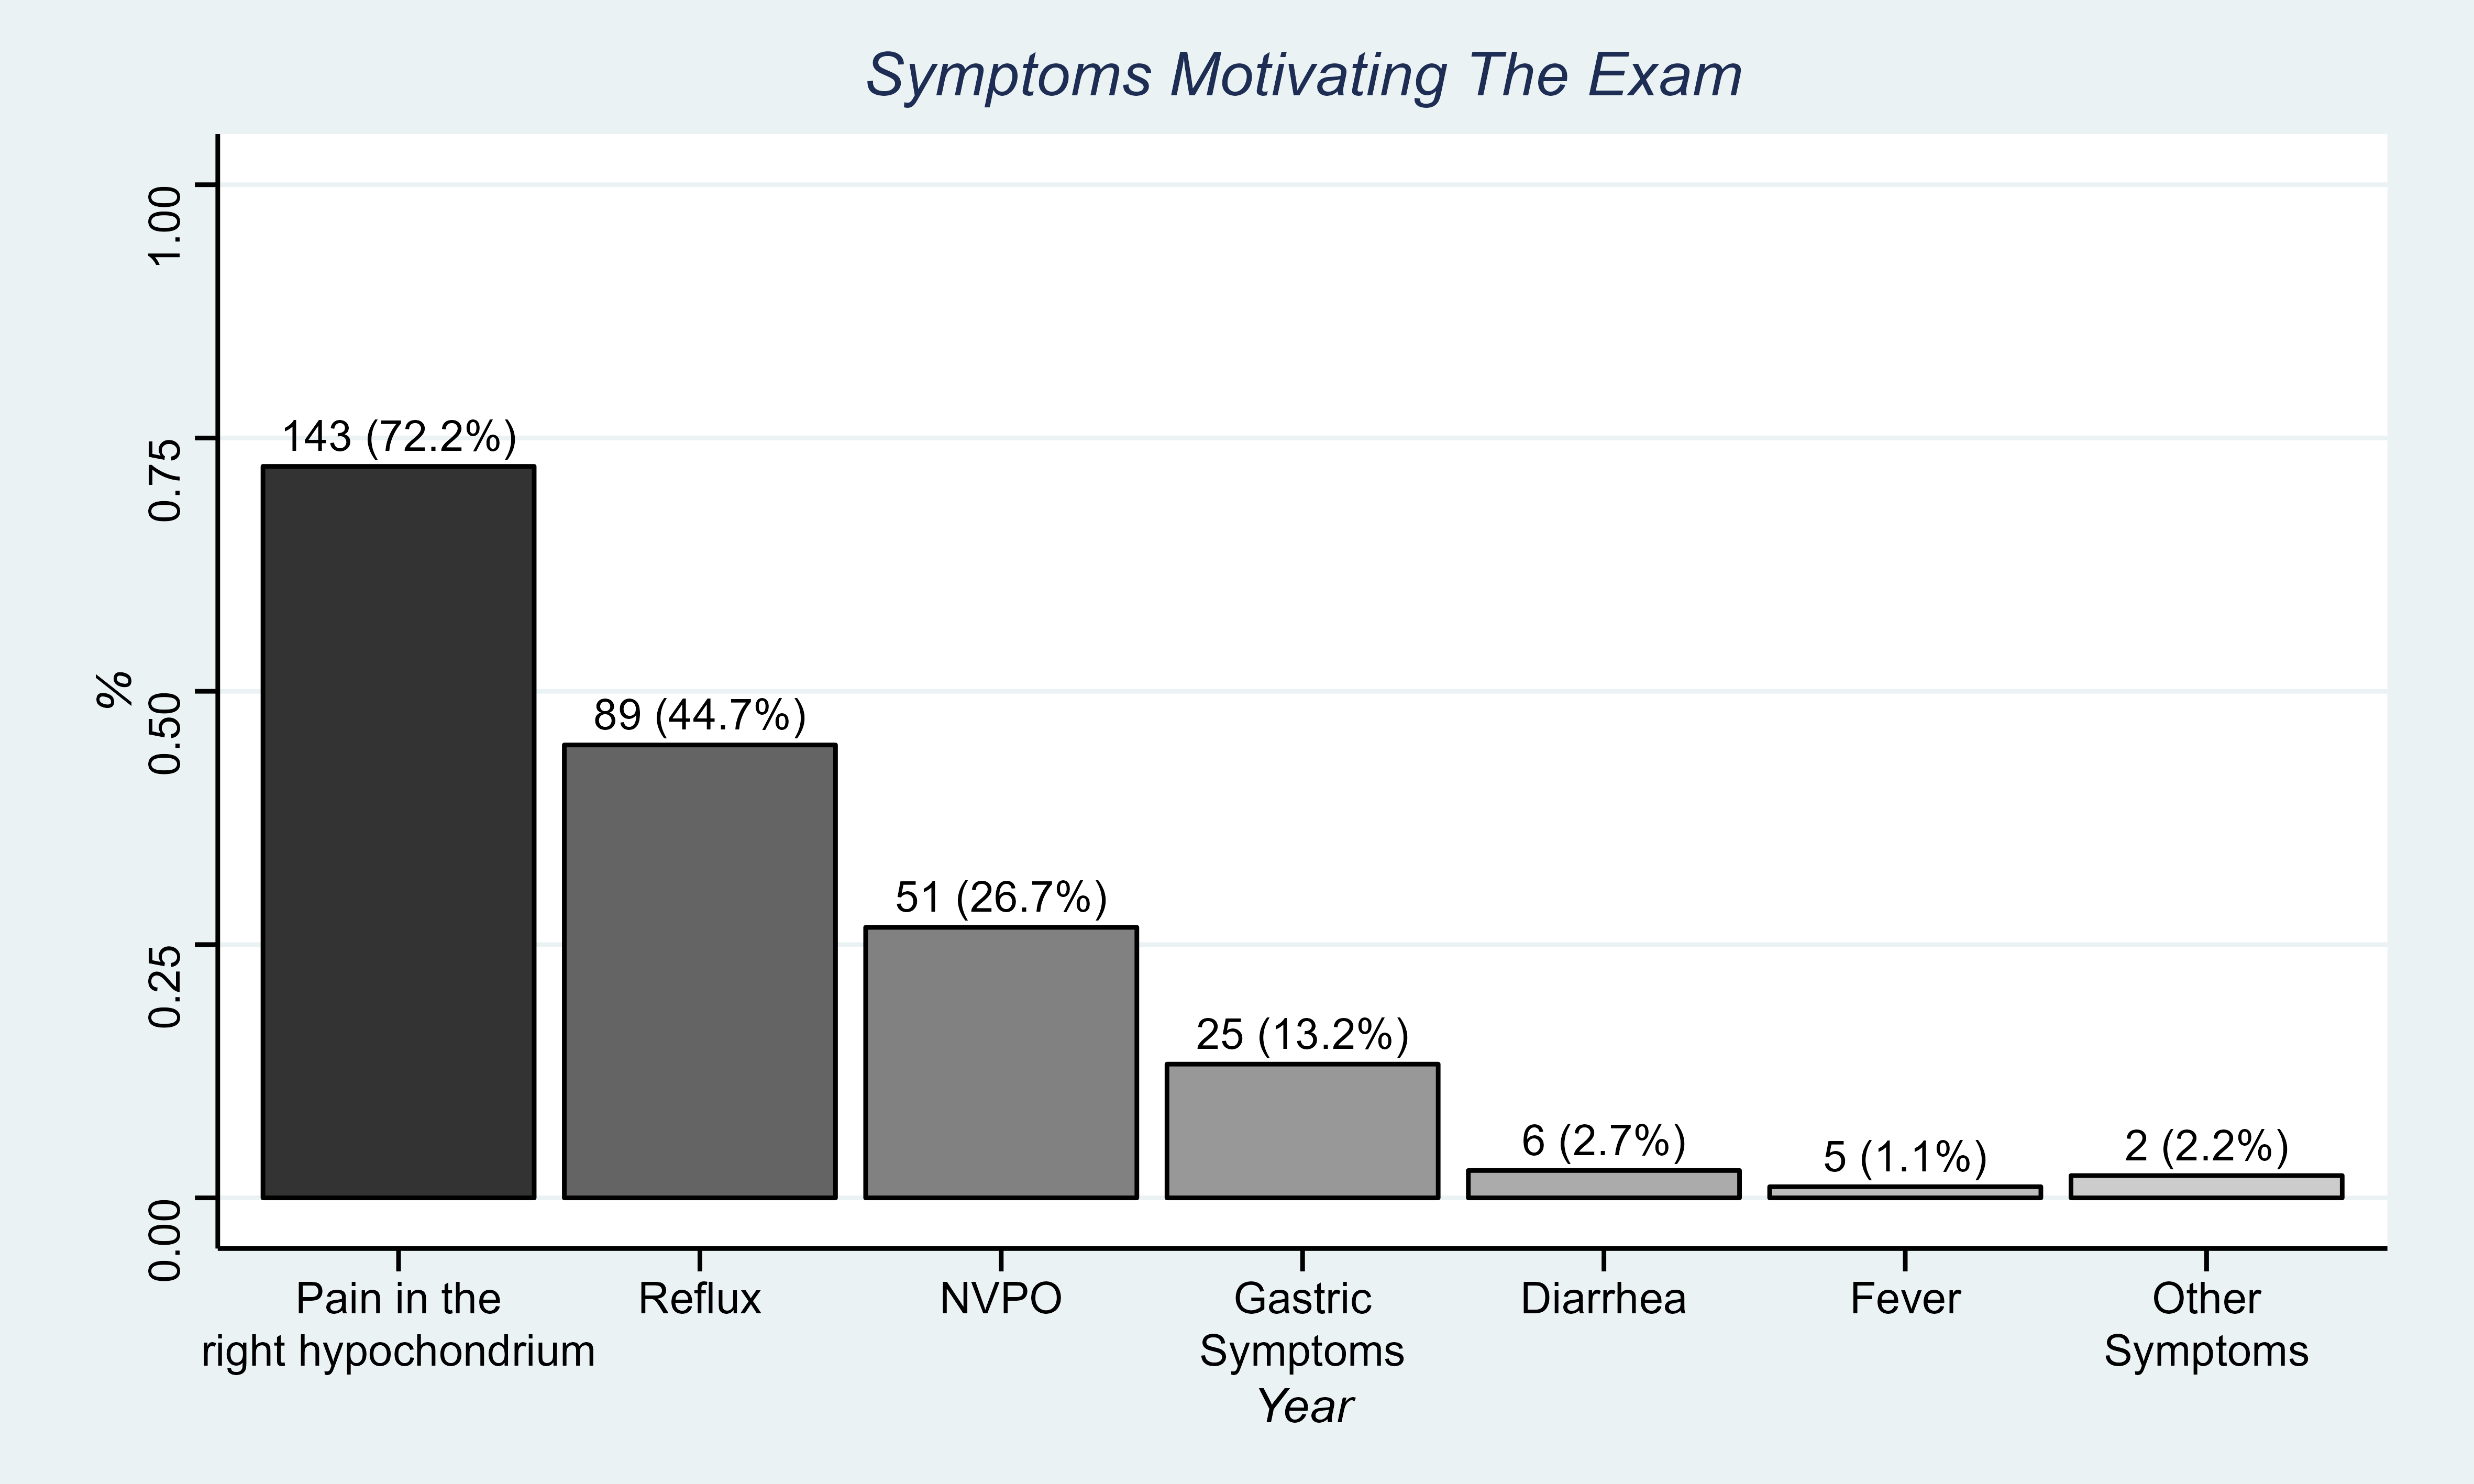 Symptoms Motivating The Exam
%
1.00
0.75
0.50
0.25
0.00
143 (72.2%)
89 (44.7%)
51 (26.7%)
25 (13.2%)
6 (2.7%)
5 (1.1%)
2 (2.2%)
Pain in the
right hypochondrium
Reflux
NVPO
Gastric
Symptoms
Diarrhea
Fever
Other
Symptoms
Year